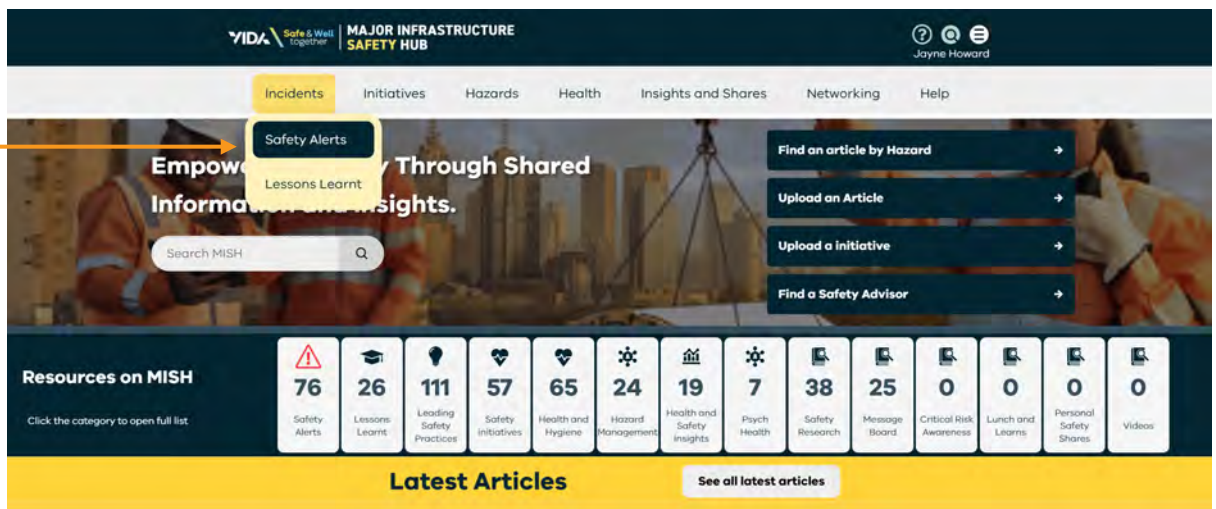 VIDA Safe & Well together MAJOR INFRASTRUCTURE SAFETY HUB
Jayne Howard
Incidents Initiatives Hazards Health Insights and Shares Networking Help
Safety Alerts
Lessons Learnt
Empow y Through Shared
Informa and Insights.
Search MISH
Find an article by Hazard
Upload an Article
Upload a initiative
Find a Safety Advisor
Resources on MISH
Click the category to open full list
76
Safety
Alerts
26
Lessons
Learnt
111
Leading
Safety
Practices
57
Safety
initiatives
65
Health and
Hygiene
24
Hazard
Management
19
Health and
Safety
insights
7
Psych
Health
38
Safety
Research
25
Message
Board
0
Critical Risk
Awareness
0
Lunch and
Learns
0
Personal
Safety
Shares
0
Videos
Latest Articles
See all latest articles